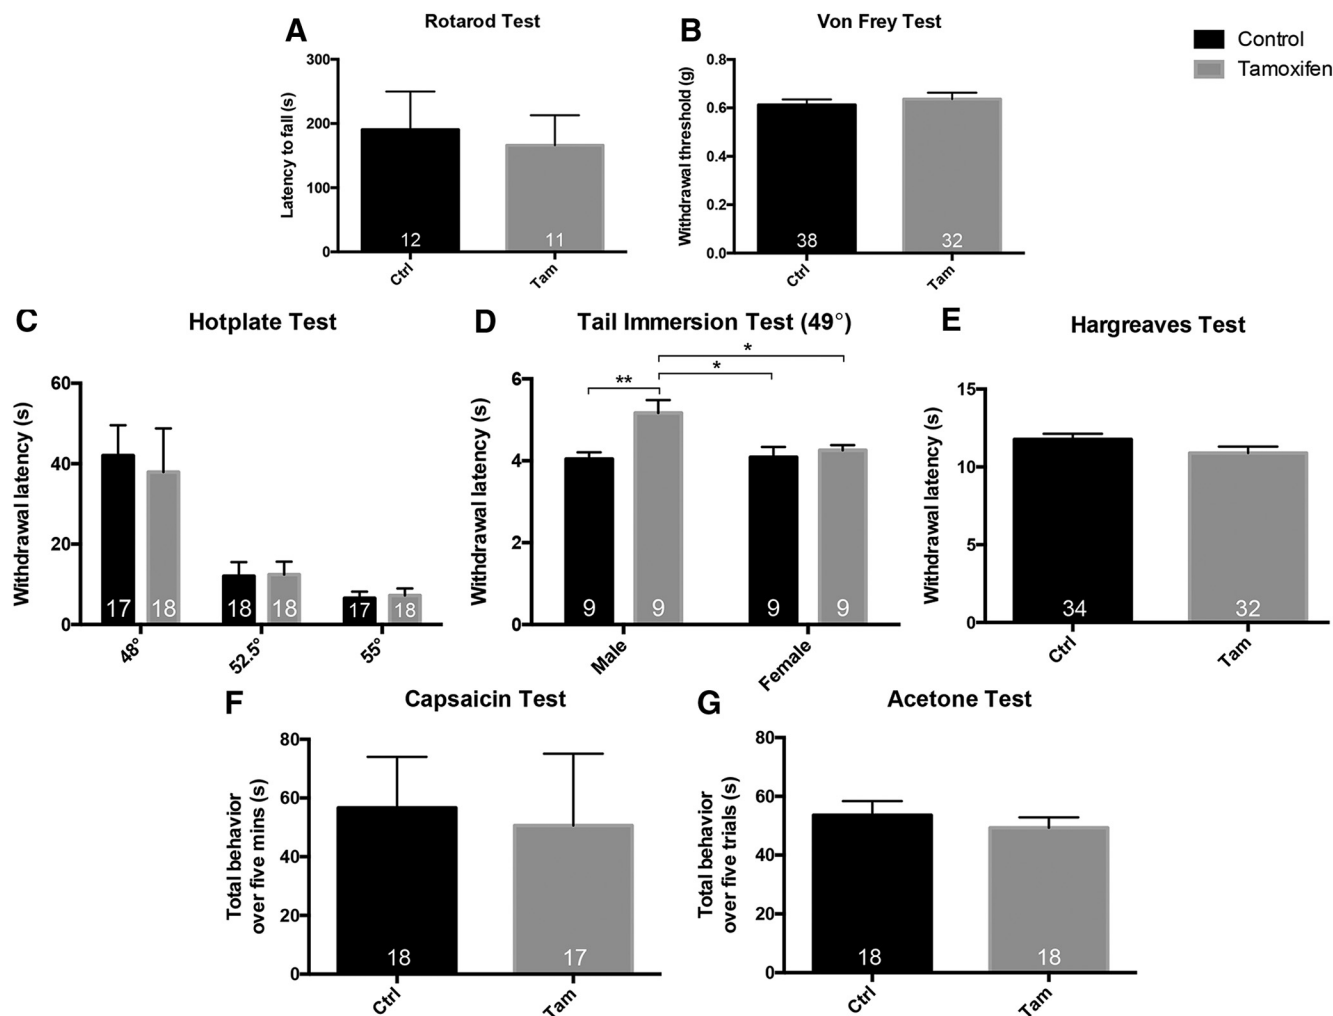 A
Rotarod Test
Latency to fall (s)
300
200
100
0
12
11
Ctrl
Tam
B
Von Frey Test
Withdrawal threshold (g)
0.8
0.6
0.4
0.2
0.0
38
32
Ctrl
Tam
Control
Tamoxifen
C
Hotplate Test
Withdrawal latency (s)
60
40
20
0
17
18
18
18
17
18
48°
52.5°
55°
D
Tail Immersion Test (49°)
Withdrawal latency (s)
6
4
2
0
**
*
*
9
9
9
9
Male
Female
E
Hargreaves Test
Withdrawal latency (s)
15
10
5
0
34
32
Ctrl
Tam
F
Capsaicin Test
Total behavior
over five mins (s)
80
60
40
20
0
18
17
Ctrl
Tam
G
Acetone Test
Total behavior
over five trials (s)
80
60
40
20
0
18
18
Ctrl
Tam